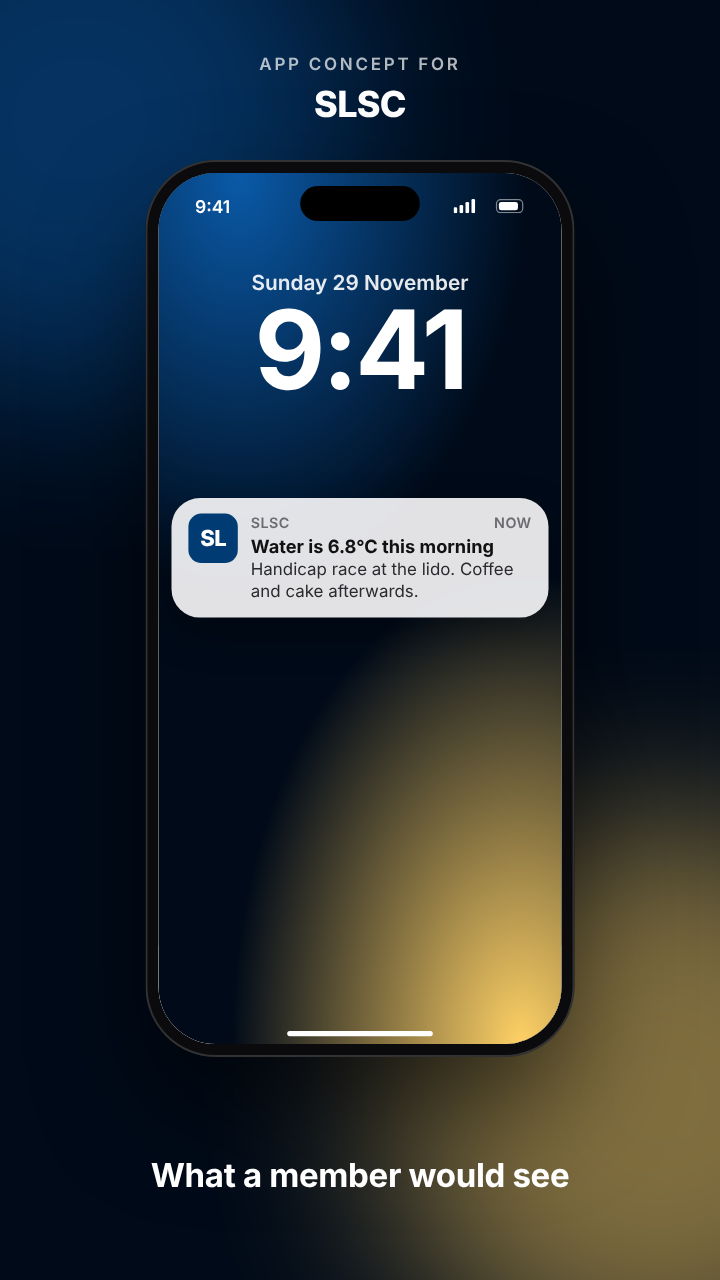 APP CONCEPT FOR
SLSC
9:41
Sunday 29 November
9:41
SL
SLSC NOW
Water is 6.8°C this morning
Handicap race at the lido. Coffee
and cake afterwards.
What a member would see